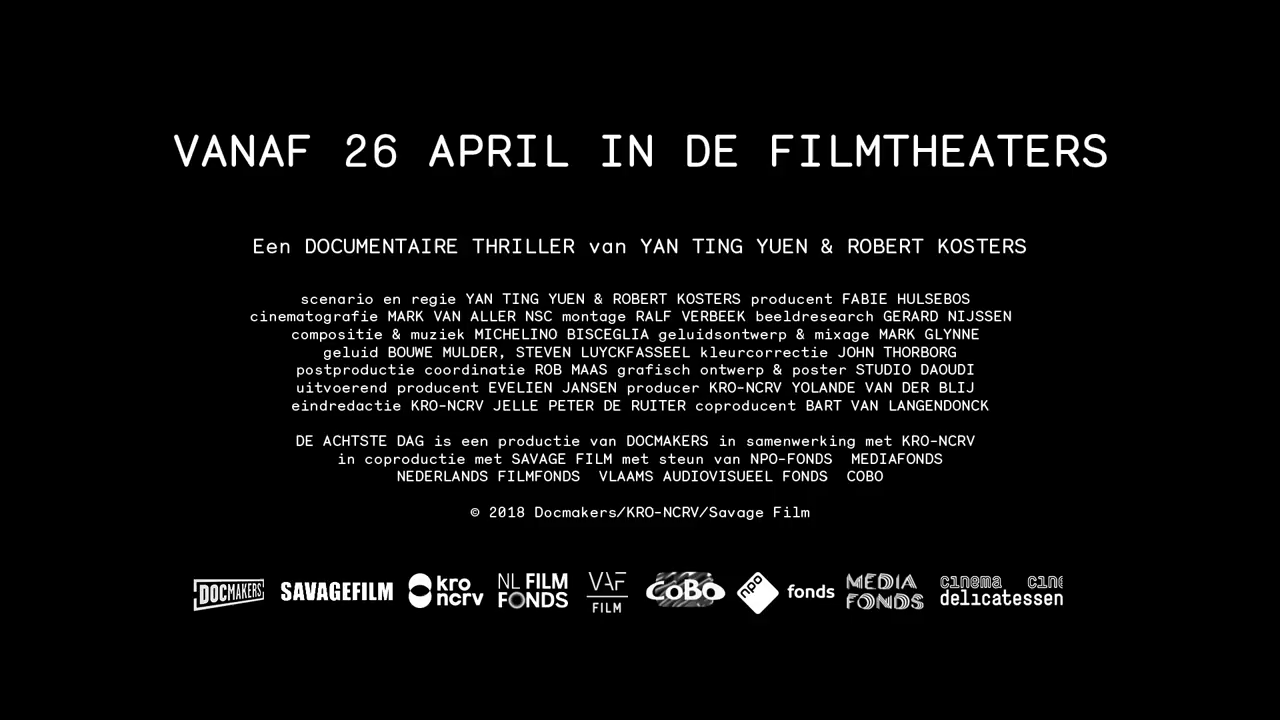 VANAF 26 APRIL IN DE FILMTHEATERS
Een DOCUMENTAIRE THRILLER van YAN TING YUEN & ROBERT KOSTERS
scenario en regie YAN TING YUEN & ROBERT KOSTERS producent FABIE HULSEBOS
cinematografie MARK VAN ALLER NSC montage RALF VERBEEK beeldresearch GERARD NIJSSEN
compositie & muziek MICHELINO BISCEGLIA geluidsontwerp & mixage MARK GLYNNE
geluid BOUWE MULDER, STEVEN LUYCKFASSEEL kleurcorrectie JOHN THORBORG
postproductie coordinatie ROB MAAS grafisch ontwerp & poster STUDIO DAOUDI
uitvoerend producent EVELIEN JANSEN producer KRO-NCRV YOLANDE VAN DER BLIJ
eindredactie KRO-NCRV JELLE PETER DE RUITER coproducent BART VAN LANGENDONCK
DE ACHTSTE DAG is een productie van DOCMAKERS in samenwerking met KRO-NCRV
in coproductie met SAVAGE FILM met steun van NPO-FONDS MEDIAFONDS
NEDERLANDS FILMFONDS VLAAMS AUDIOVISUEEL FONDS COBO
© 2018 Docmakers/KRO-NCRV/Savage Film
DOCMAKERS
SAVAGEFILM
kro
ncrv
NL FILM
FONDS
VAF
FILM
CoBO
npo fonds
MEDIA
FONDS
cinema cine
delicatessen